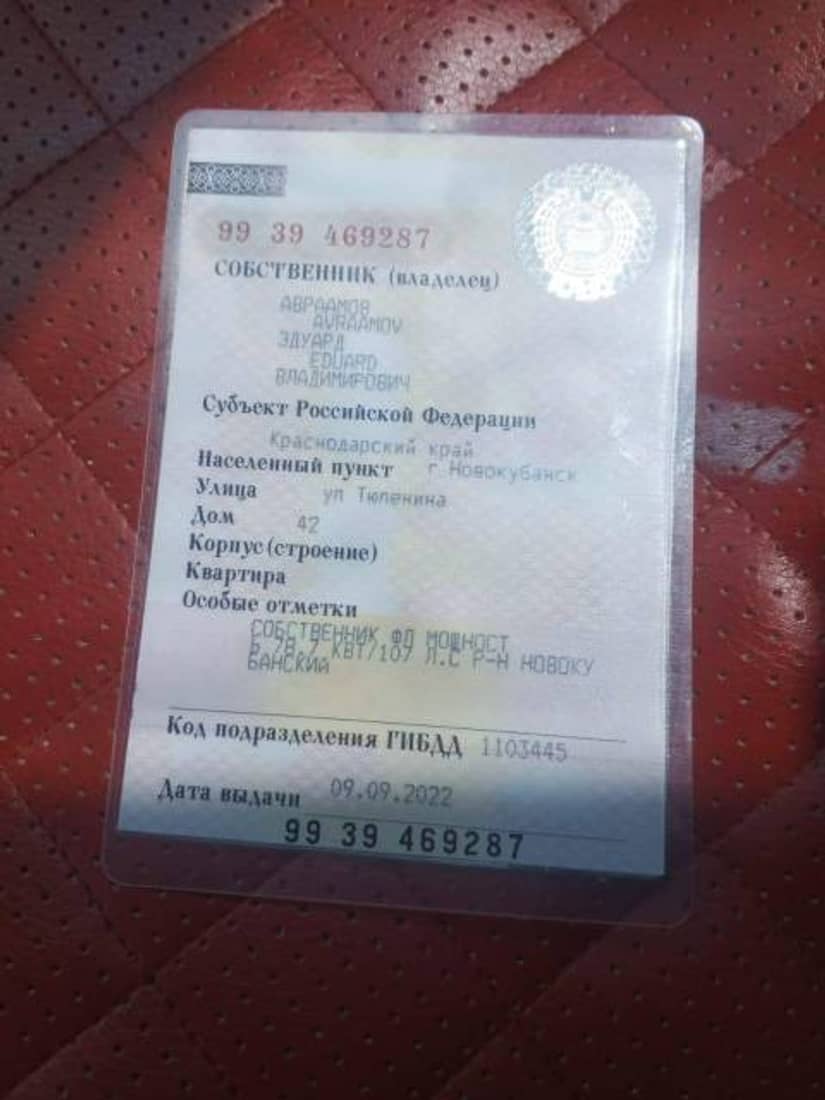 99 39 469287
СОБСТВЕННИК (владелец)
АВРААМОВ
AVRAAMOV
ЭДУАРД
EDUARD
ВЛАДИМИРОВИЧ
Субъект Российской Федерации
Краснодарский край
Населенный пункт г Новокубанск
Улица ул Тюленина
Дом 42
Корпус(строение)
Квартира
Особые отметки
СОБСТВЕННИК ФЛ МОЩНОСТ
Ь 78.7 КВТ/107 Л.С Р-Н НОВОКУ
БАНСКИЙ
Код подразделения ГИБДД 1103445
Дата выдачи 09.09.2022
99 39 469287